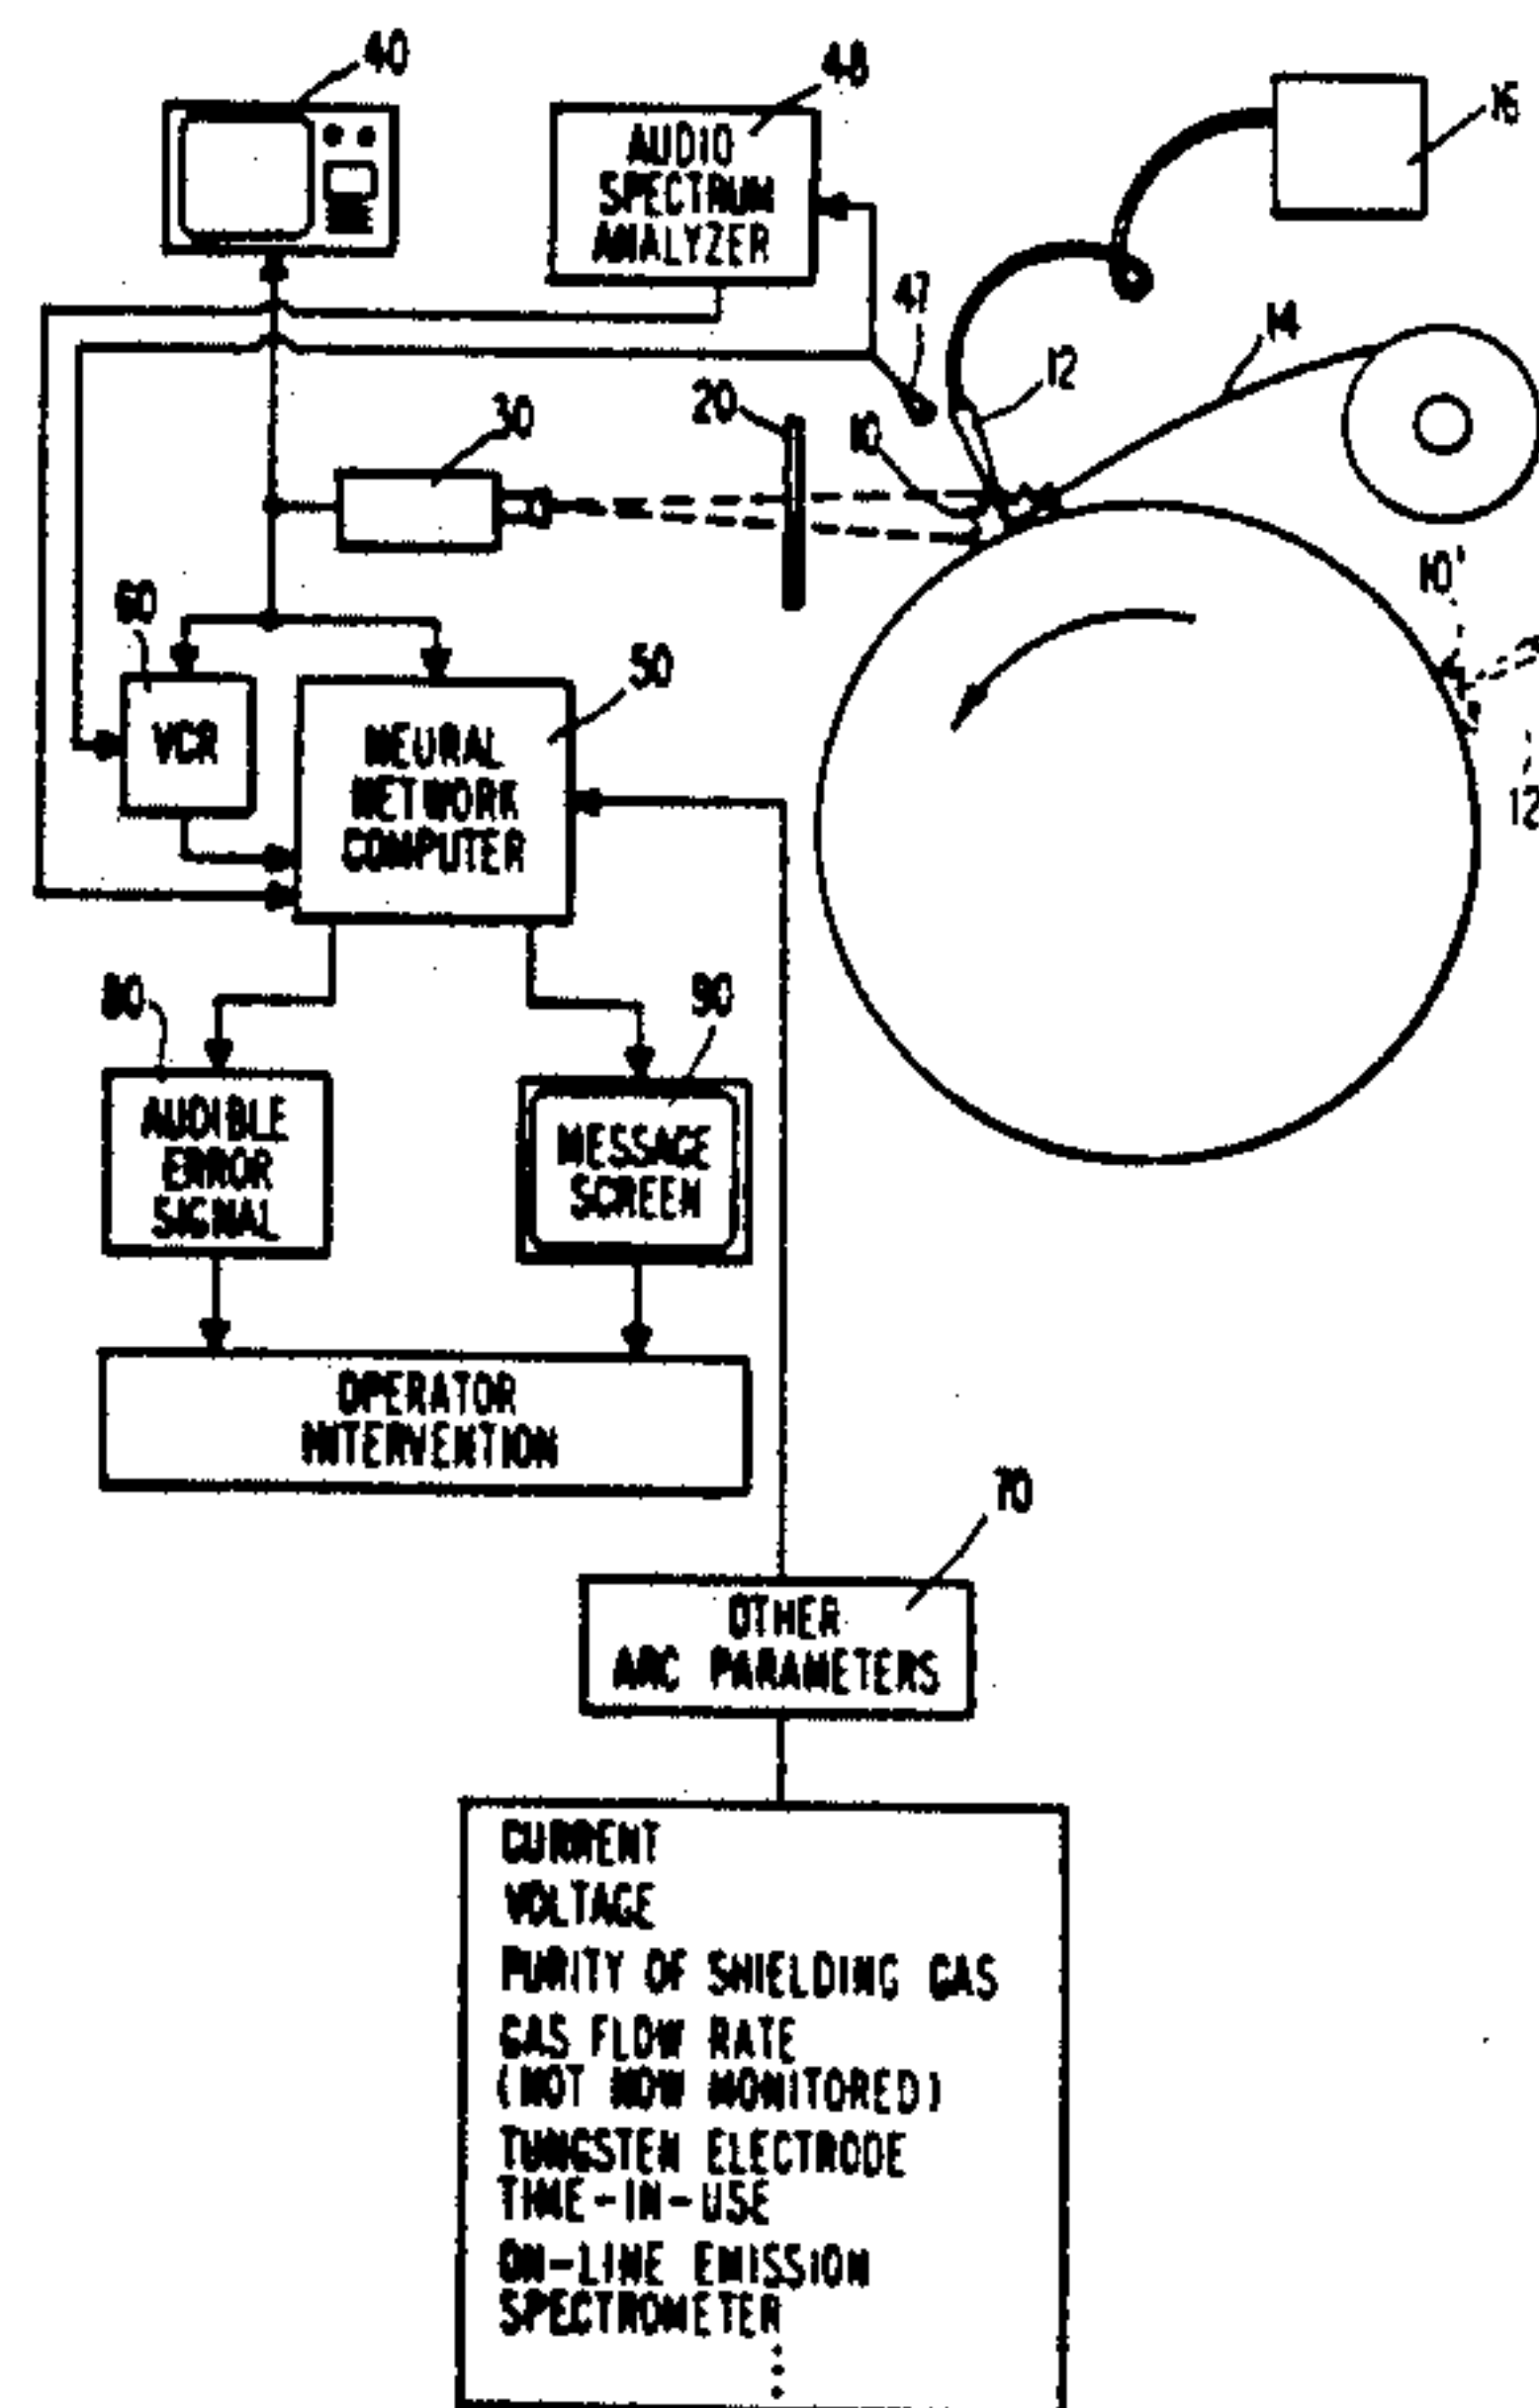 40
48
AUDIO
SPECTRUM
ANALYZER
16
47
14
12
20
10
30
10'
50
VCR
NEURAL
NETWORK
COMPUTER
12
80
90
AUDIBLE
ERROR
SIGNAL
MESSAGE
SCREEN
OPERATOR
INTERVENTION
70
OTHER
ARC PARAMETERS
CURRENT
VOLTAGE
PURITY OF SHIELDING GAS
GAS FLOW RATE
(NOT NOW MONITORED)
TUNGSTEN ELECTRODE
TIME-IN-USE
ON-LINE EMISSION
SPECTROMETER